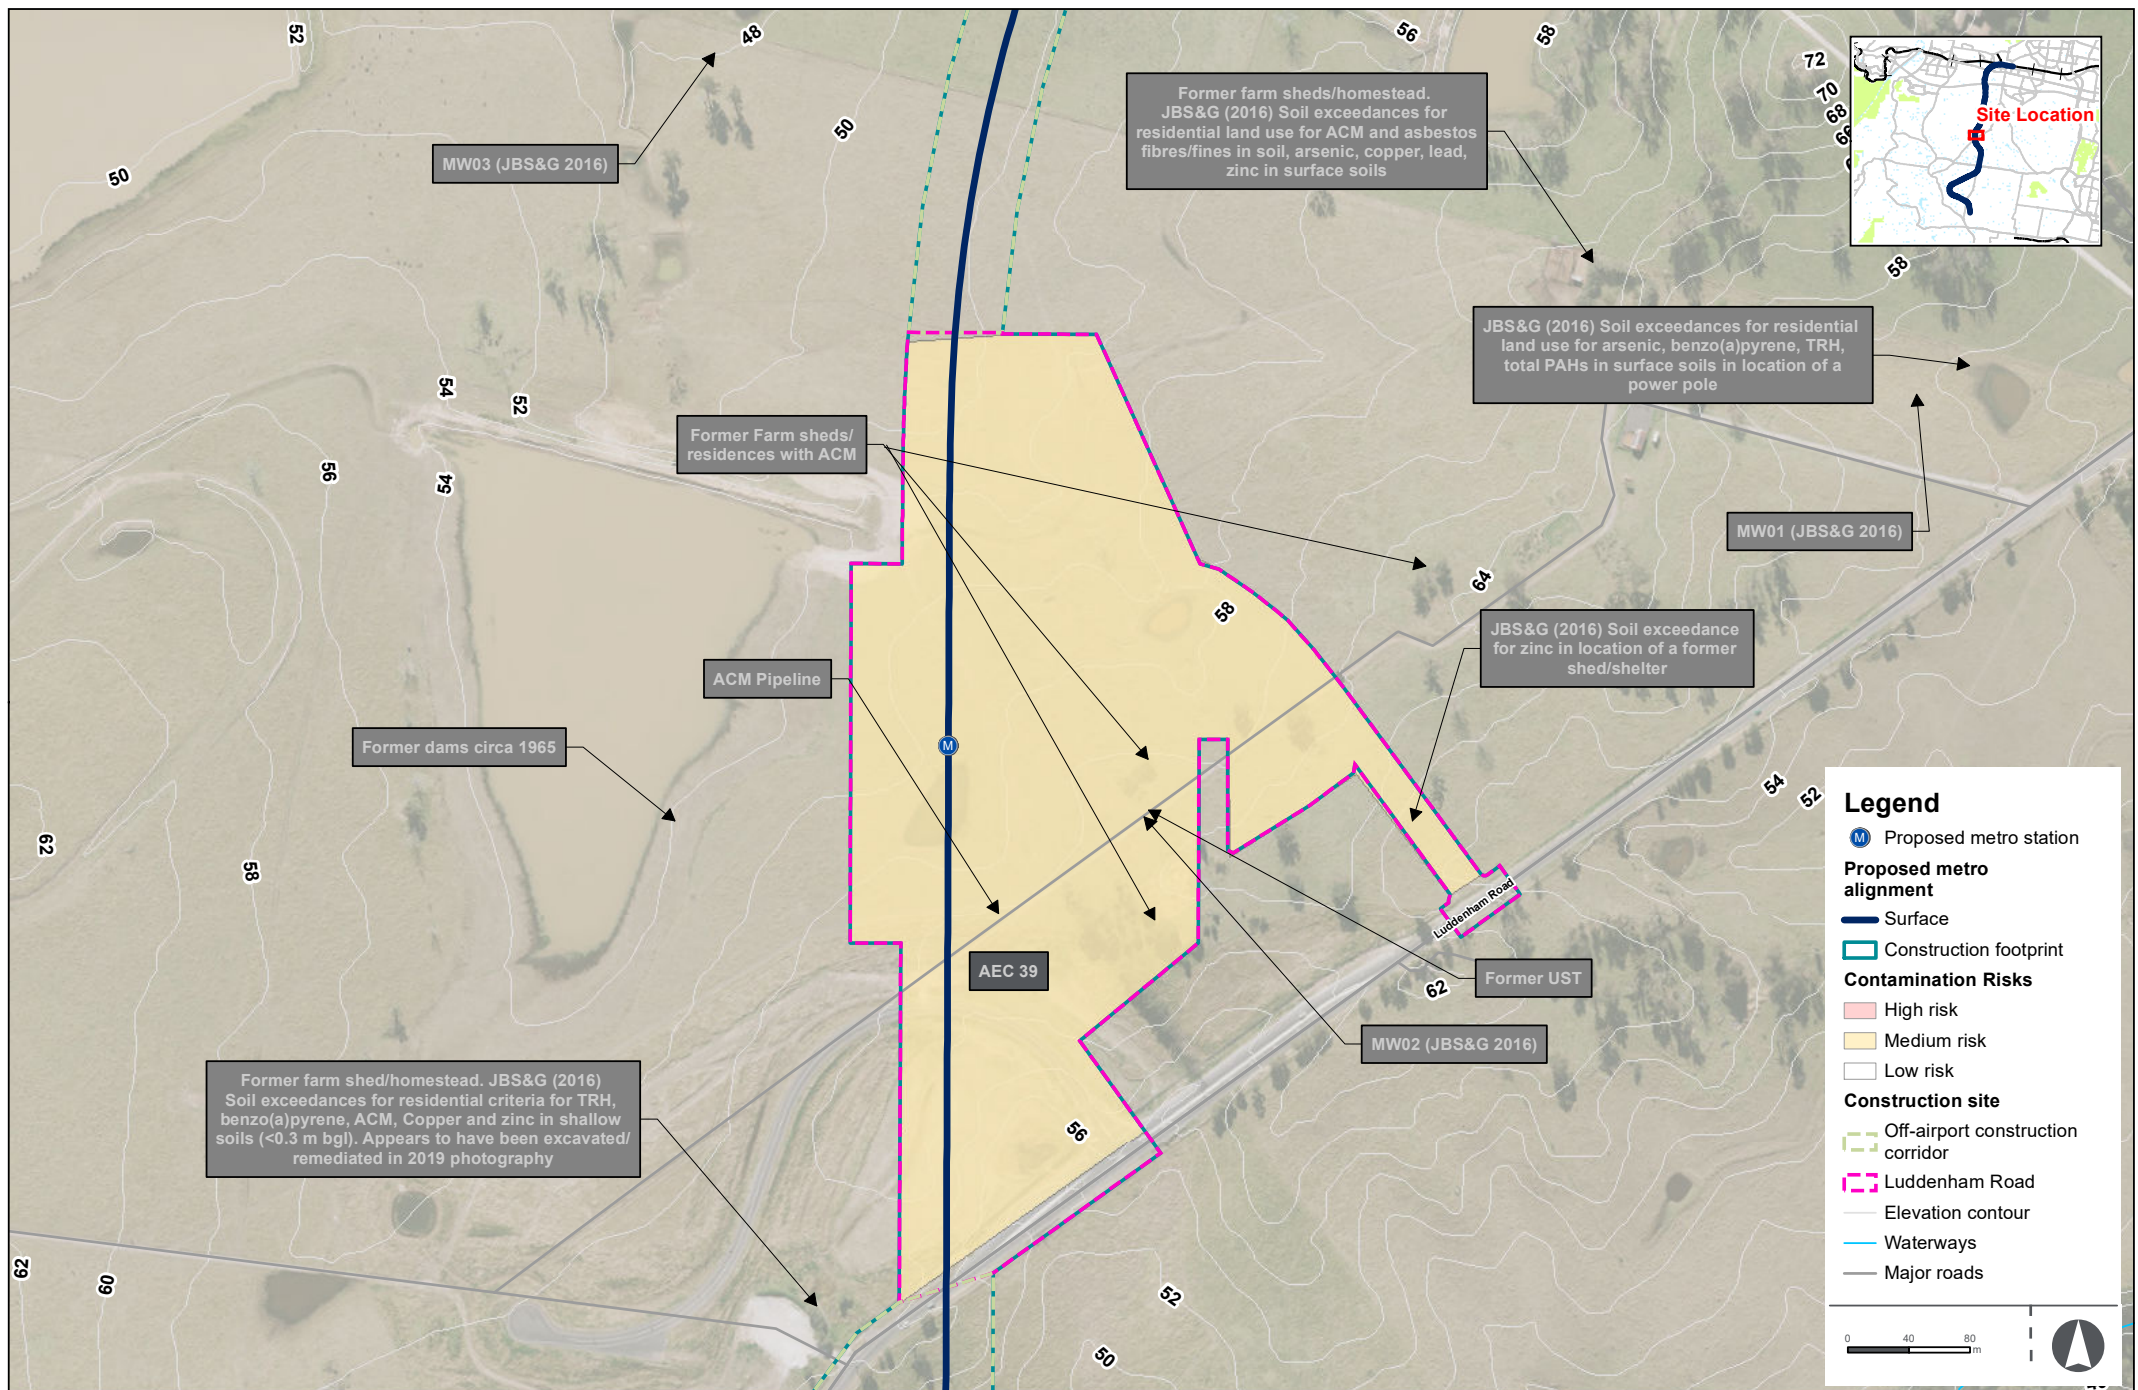 52
48
56
58
72
70
68
66
50
50
MW03 (JBS&G 2016)
Former farm sheds/homestead.
JBS&G (2016) Soil exceedances for
residential land use for ACM and asbestos
fibres/fines in soil, arsenic, copper, lead,
zinc in surface soils
Site Location
58
JBS&G (2016) Soil exceedances for residential
land use for arsenic, benzo(a)pyrene, TRH,
total PAHs in surface soils in location of a
power pole
54
52
Former Farm sheds/
residences with ACM
56
54
MW01 (JBS&G 2016)
64
58
JBS&G (2016) Soil exceedance
for zinc in location of a former
shed/shelter
ACM Pipeline
Former dams circa 1965
M
54
52
62
58
Luddenham Road
AEC 39
Former UST
62
MW02 (JBS&G 2016)
Former farm shed/homestead. JBS&G (2016)
Soil exceedances for residential criteria for TRH,
benzo(a)pyrene, ACM, Copper and zinc in shallow
soils (<0.3 m bgl). Appears to have been excavated/
remediated in 2019 photography
56
62
60
52
50
Legend
M Proposed metro station
Proposed metro
alignment
Surface
Construction footprint
Contamination Risks
High risk
Medium risk
Low risk
Construction site
Off-airport construction
corridor
Luddenham Road
Elevation contour
Waterways
Major roads
0 40 80
m